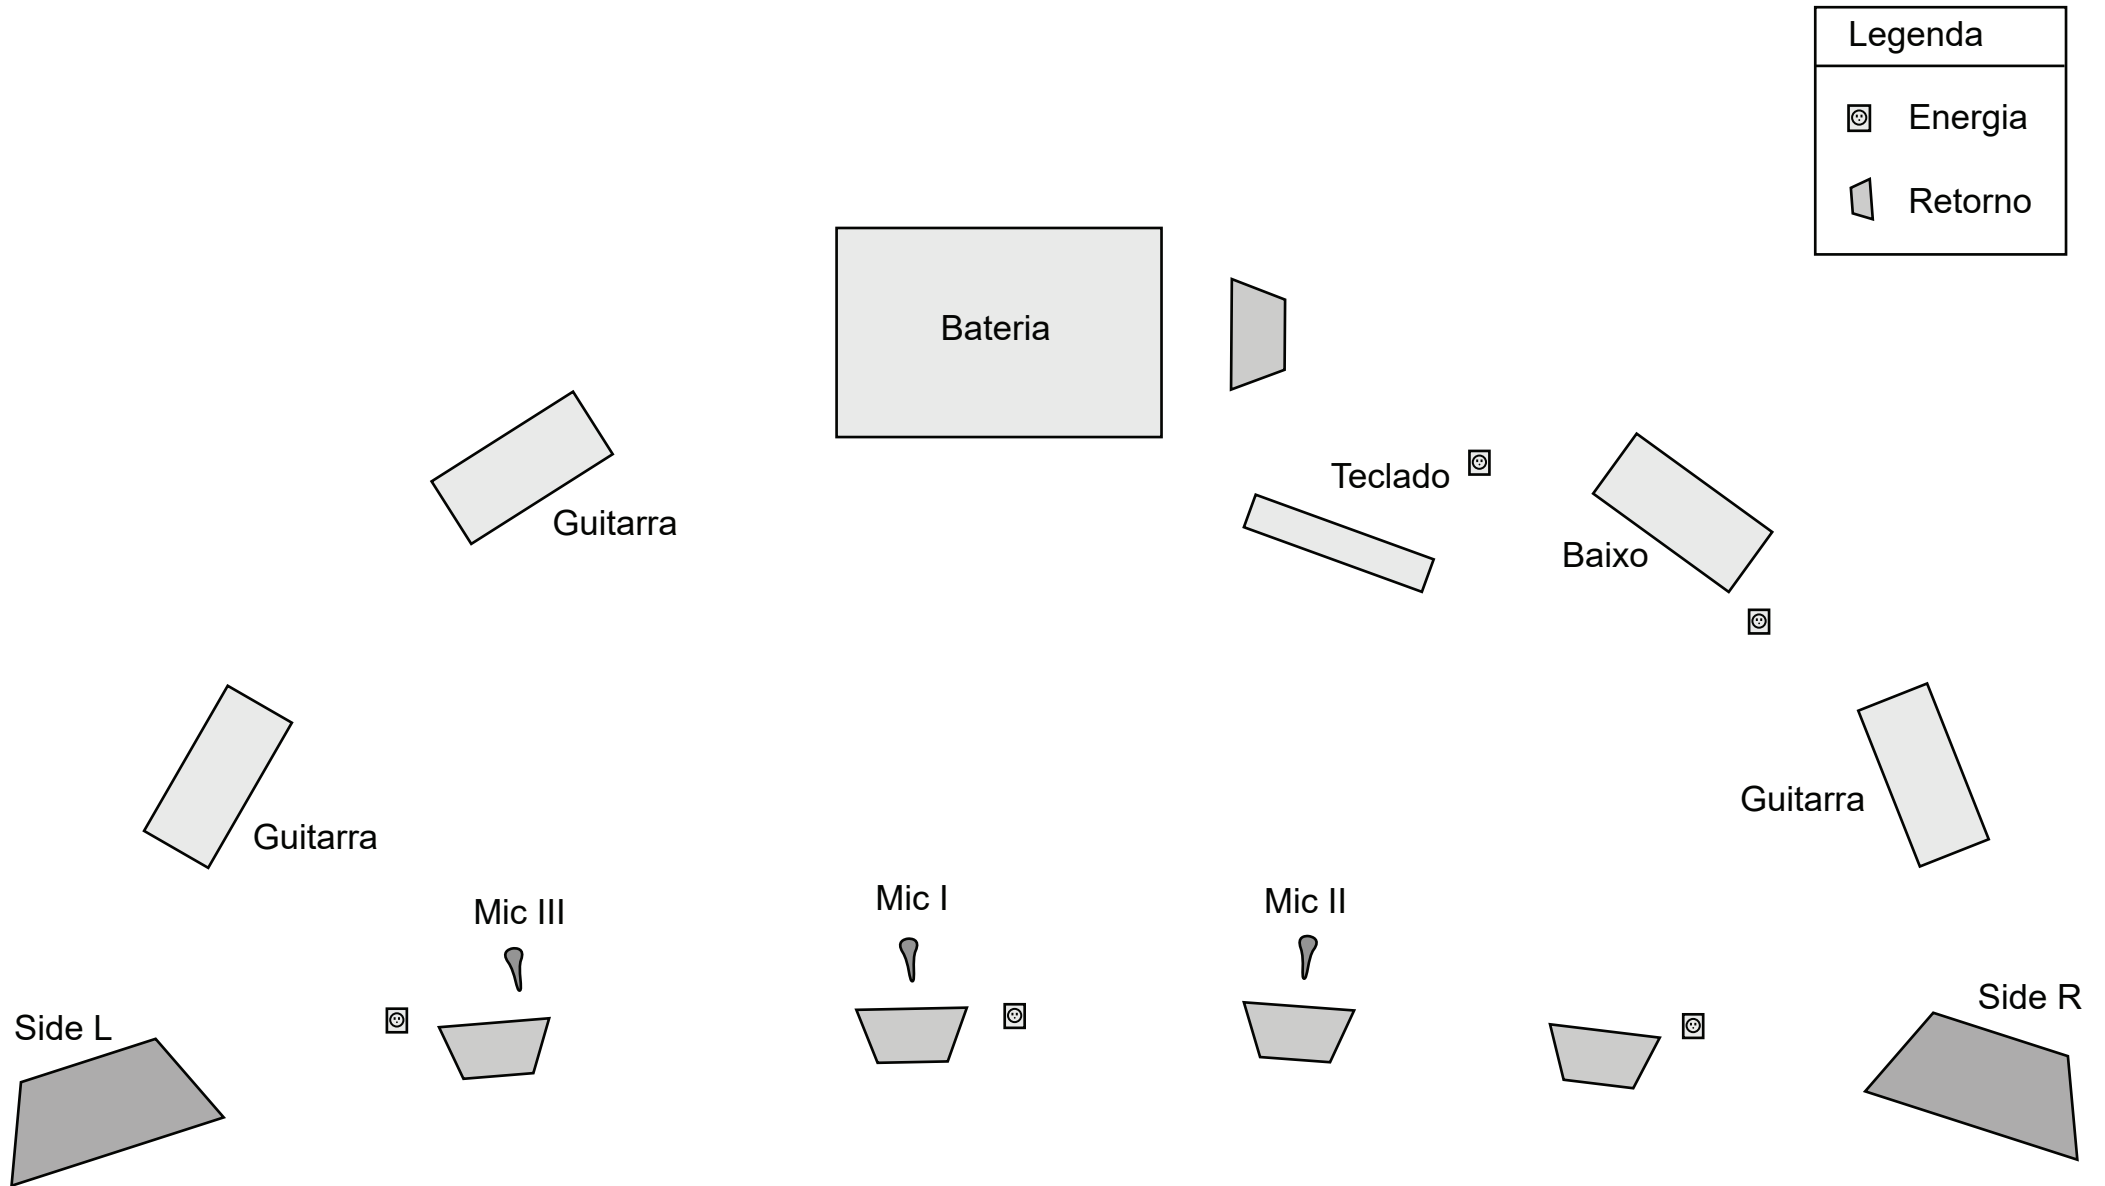 Legenda
Energia
Retorno
Bateria
Teclado
Guitarra
Baixo
Guitarra
Guitarra
Mic III
Mic I
Mic II
Side L
Side R